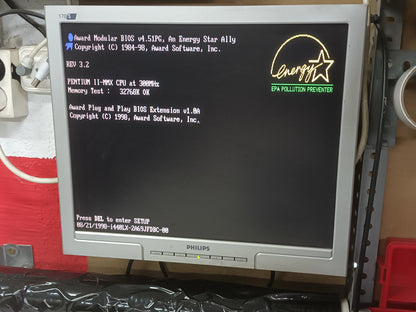 170S
Award Modular BIOS v4.51PG, An Energy Star Ally
Copyright (C) 1984-98, Award Software, Inc.
REV 3.2
PENTIUM II-MMX CPU at 300MHz
Memory Test : 32768K OK
Award Plug and Play BIOS Extension v1.0A
Copyright (C) 1998, Award Software, Inc.
energy
EPA POLLUTION PREVENTER
Press DEL to enter SETUP
08/21/1998-i440LX-2A69JFDBC-00
PHILIPS